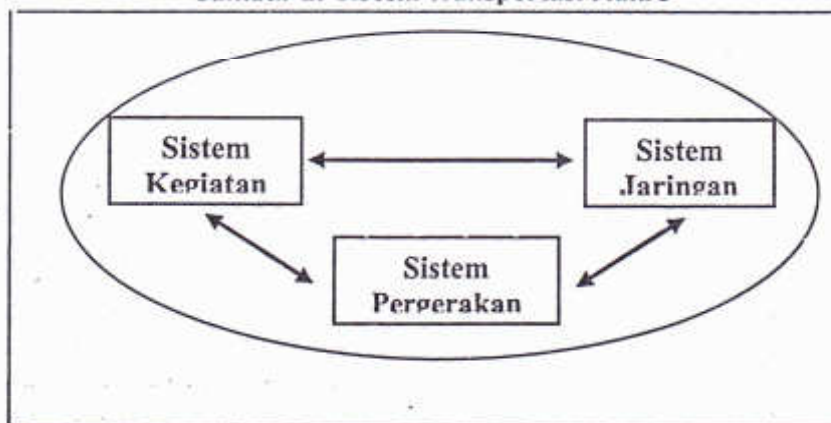 Sistem
Kegiatan
Sistem
Jaringan
Sistem
Pergerakan